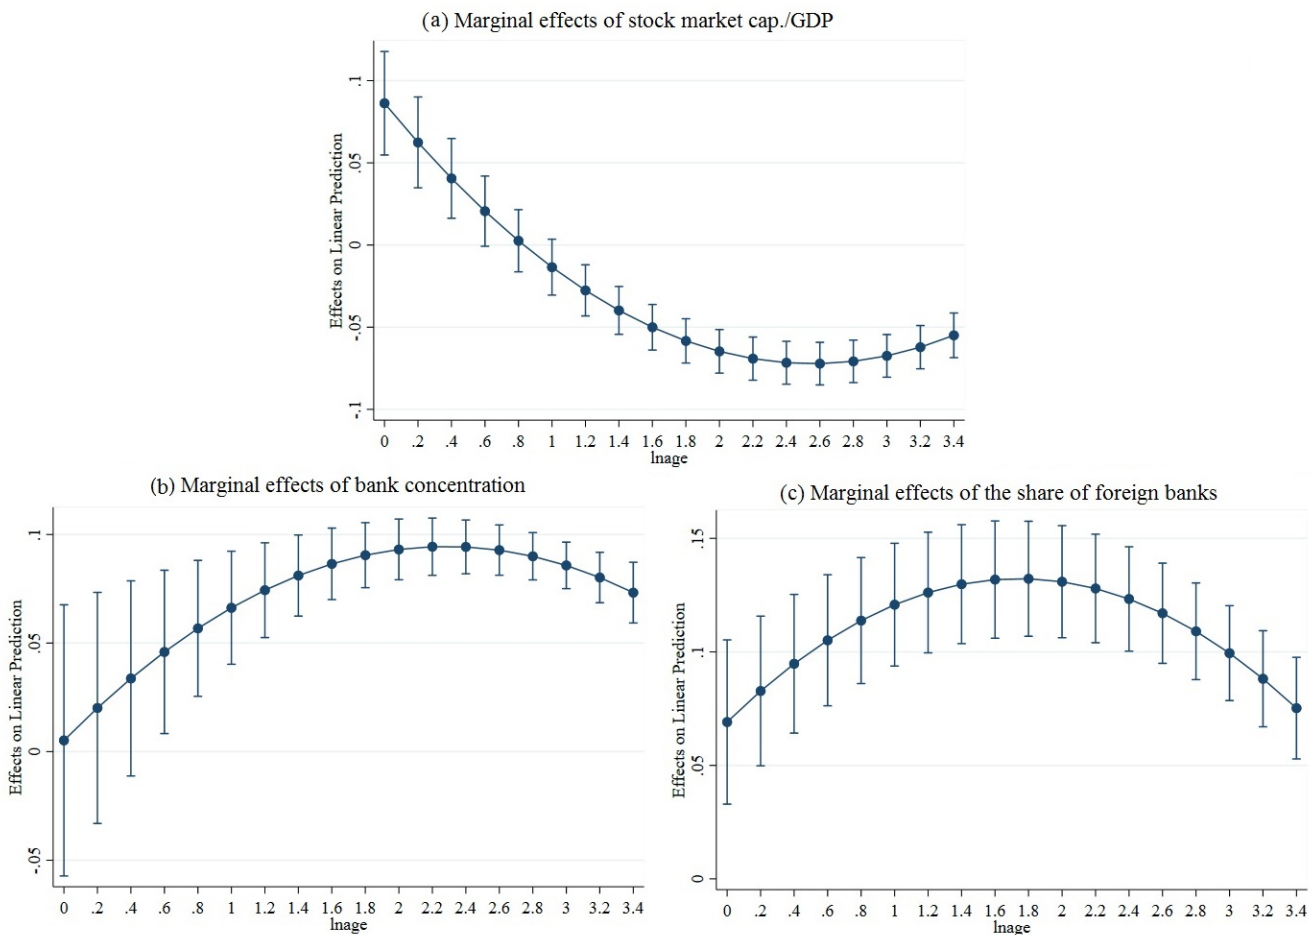 (a) Marginal effects of stock market cap./GDP
Effects on Linear Prediction
.1
.05
0
-.05
-.1
0 .2 .4 .6 .8 1 1.2 1.4 1.6 1.8 2 2.2 2.4 2.6 2.8 3 3.2 3.4
lnage
(b) Marginal effects of bank concentration
Effects on Linear Prediction
.1
.05
0
-.05
0 .2 .4 .6 .8 1 1.2 1.4 1.6 1.8 2 2.2 2.4 2.6 2.8 3 3.2 3.4
lnage
(c) Marginal effects of the share of foreign banks
Effects on Linear Prediction
.15
.1
.05
0
0 .2 .4 .6 .8 1 1.2 1.4 1.6 1.8 2 2.2 2.4 2.6 2.8 3 3.2 3.4
lnage